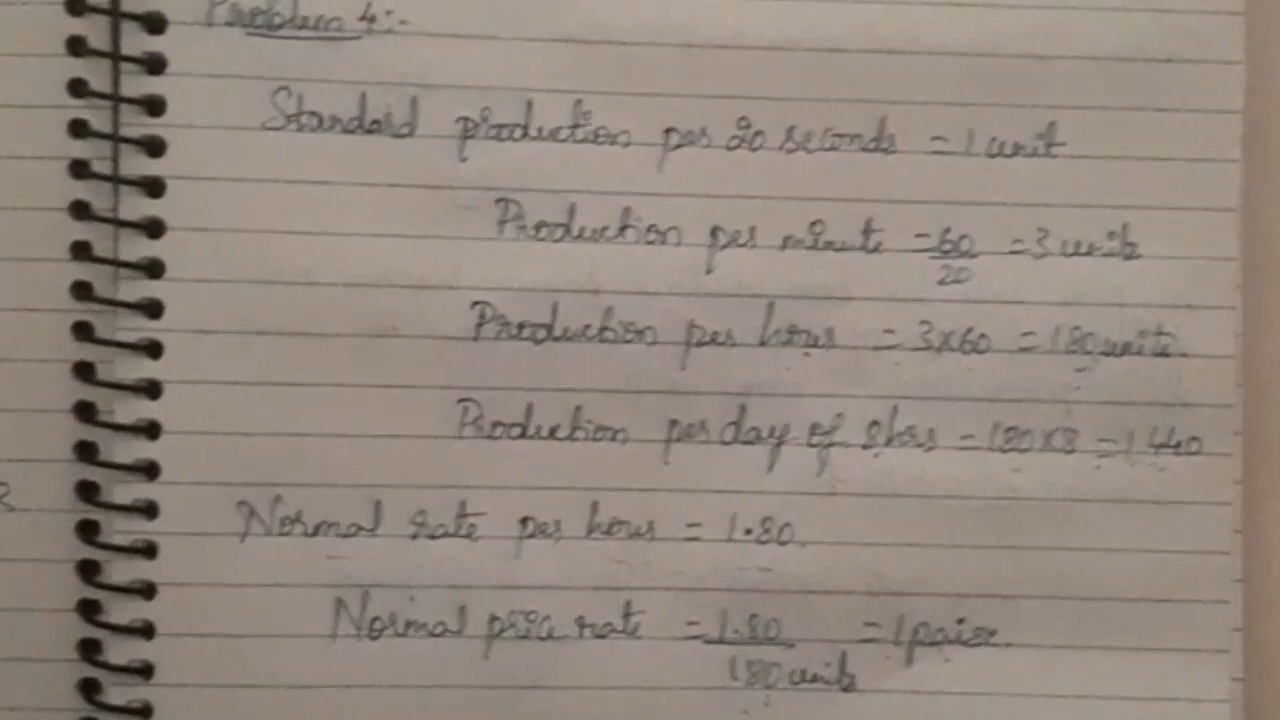 Problem 4:-
Standard production per 20 seconds = 1 unit
Production per minute = 60/20 = 3 units
Production per hour = 3x60 = 180 units.
Production per day of 8hrs = 180x8 = 1440
Normal rate per hour = 1.80.
Normal price rate = 1.80/180 units = 1 paise.